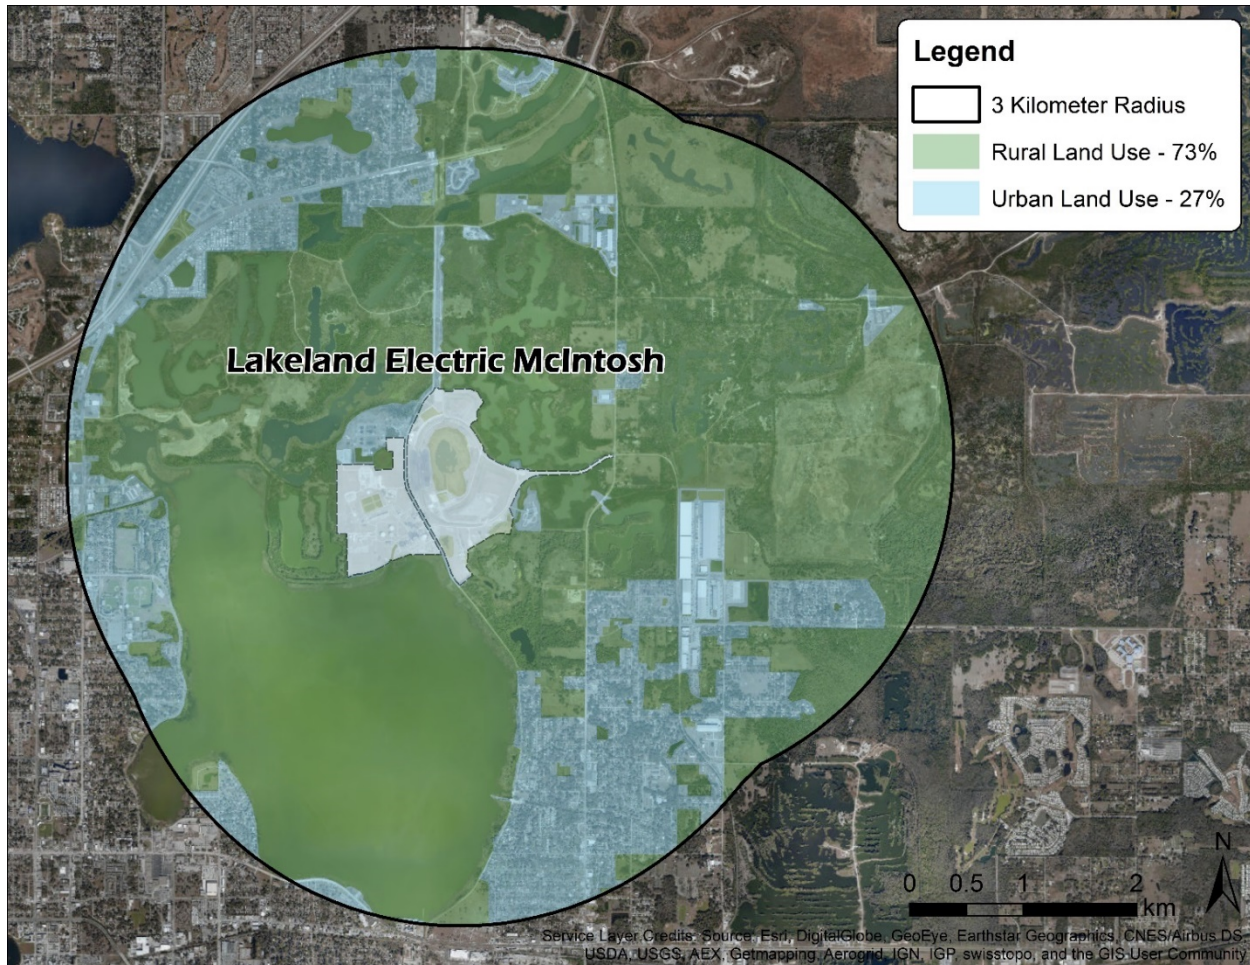 Legend
3 Kilometer Radius
Rural Land Use - 73%
Urban Land Use - 27%
Lakeland Electric McIntosh
N
0 0.5 1 2
km
Service Layer Credits: Source: Esri, DigitalGlobe, GeoEye, Earthstar Geographics, CNES/Airbus DS,
USDA, USGS, AEX, Getmapping, Aerogrid, IGN, IGP, swisstopo, and the GIS User Community